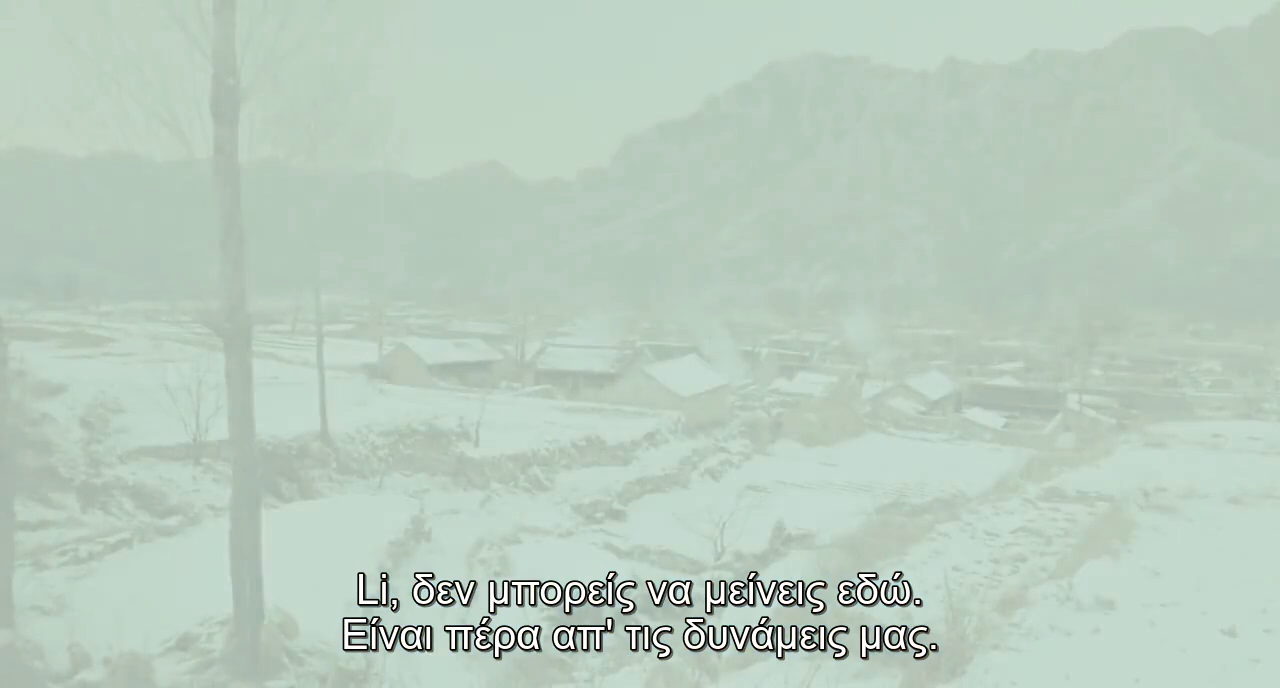 Li, δεν μπορείς να μείνεις εδώ.
Είναι πέρα απ' τις δυνάμεις μας.